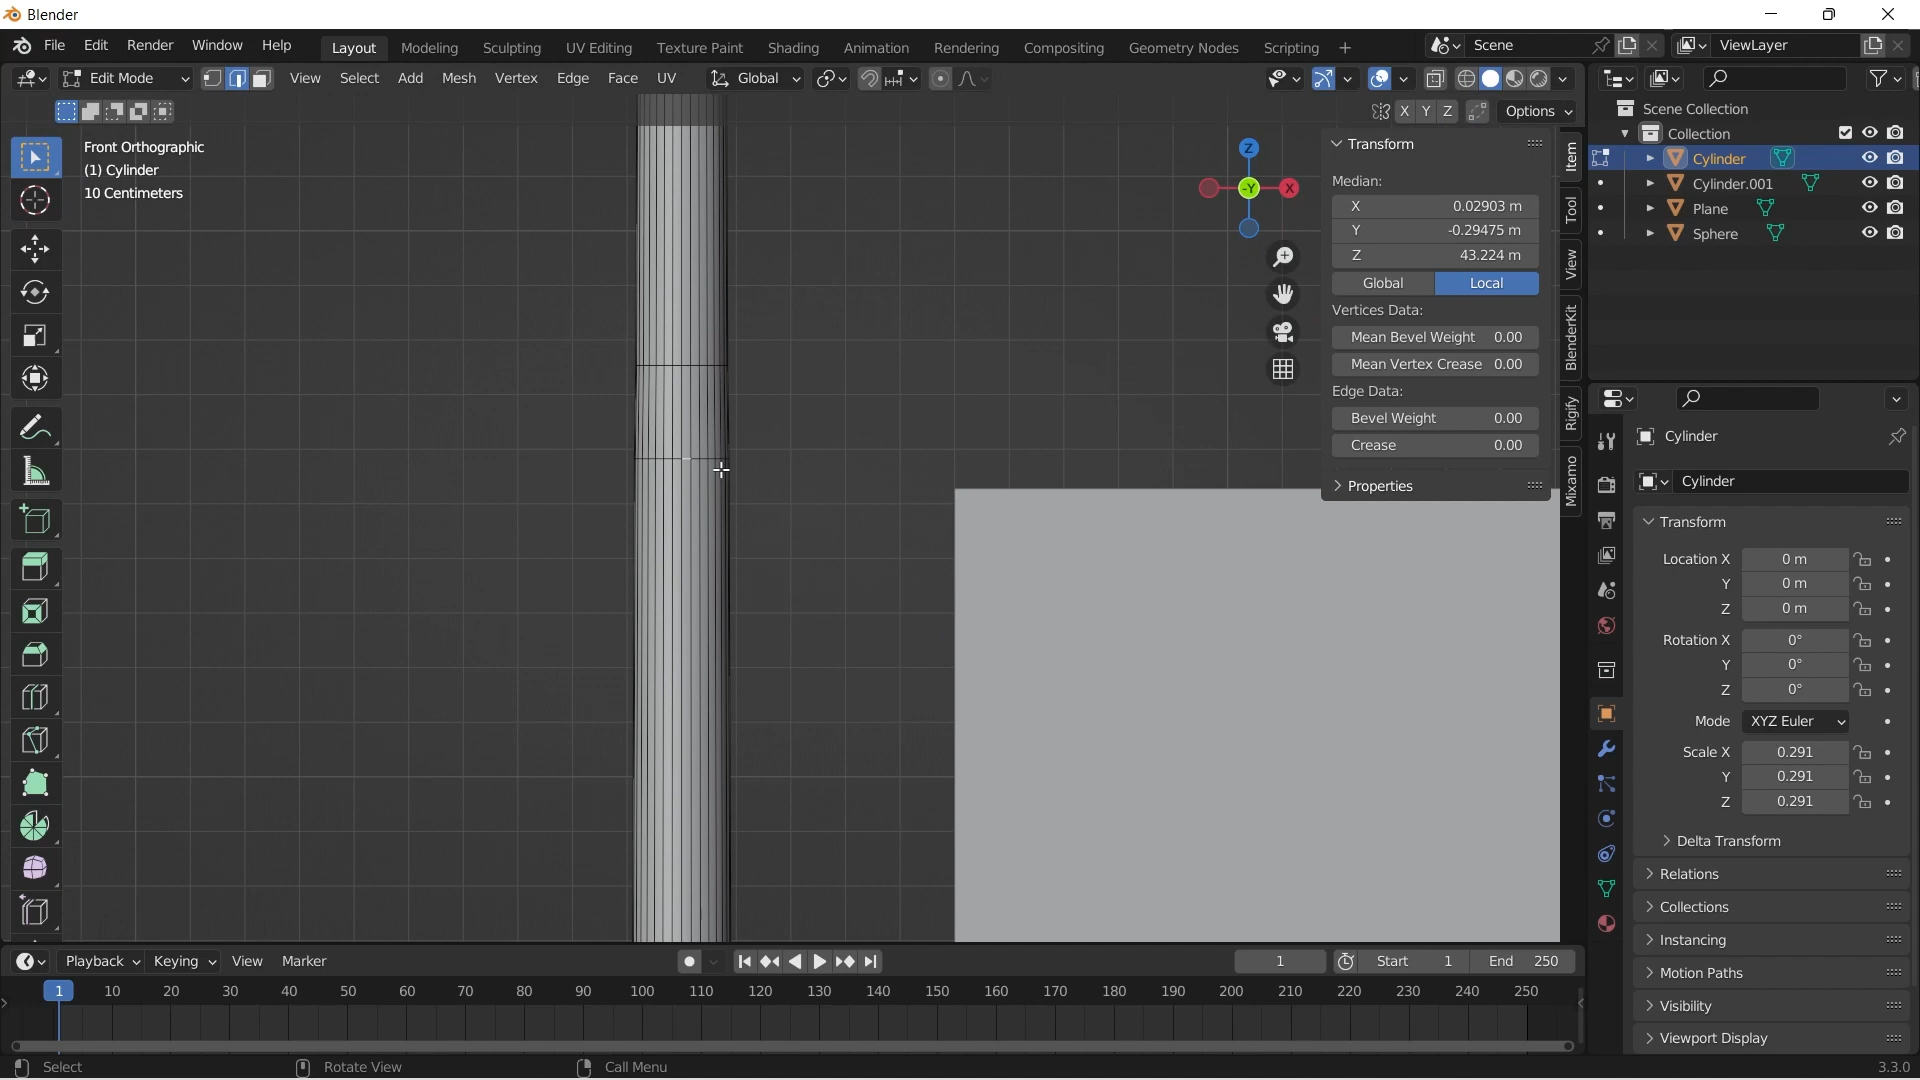 Blender
File Edit Render Window Help Layout Modeling Sculpting UV Editing Texture Paint Shading Animation Rendering Compositing Geometry Nodes Scripting + Scene ViewLayer
Edit Mode View Select Add Mesh Vertex Edge Face UV Global
X Y Z Options
Front Orthographic
(1) Cylinder
10 Centimeters
Z
-Y X
Transform
Median:
X 0.02903 m
Y -0.29475 m
Z 43.224 m
Global Local
Vertices Data:
Mean Bevel Weight 0.00
Mean Vertex Crease 0.00
Edge Data:
Bevel Weight 0.00
Crease 0.00
Properties
Item
Tool
View
BlenderKit
Rigify
Mixamo
Scene Collection
Collection
Cylinder
Cylinder.001
Plane
Sphere
Cylinder
Cylinder
Transform
Location X 0 m
Y 0 m
Z 0 m
Rotation X 0°
Y 0°
Z 0°
Mode XYZ Euler
Scale X 0.291
Y 0.291
Z 0.291
Delta Transform
Relations
Collections
Instancing
Motion Paths
Visibility
Viewport Display
Playback Keying View Marker 1 Start 1 End 250
1 10 20 30 40 50 60 70 80 90 100 110 120 130 140 150 160 170 180 190 200 210 220 230 240 250
Select Rotate View Call Menu 3.3.0